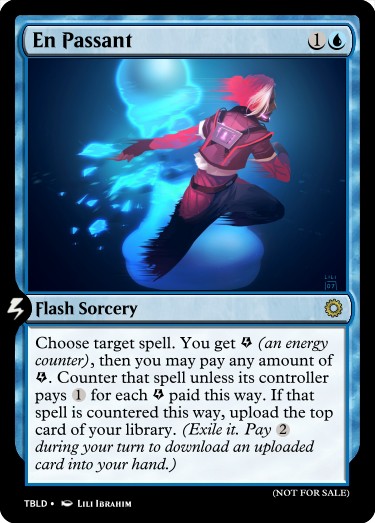 En Passant 1
LILI
07
Flash Sorcery
Choose target spell. You get (an energy
counter), then you may pay any amount of
. Counter that spell unless its controller
pays 1 for each paid this way. If that
spell is countered this way, upload the top
card of your library. (Exile it. Pay 2
during your turn to download an uploaded
card into your hand.)
(NOT FOR SALE)
TBLD • Lili Ibrahim